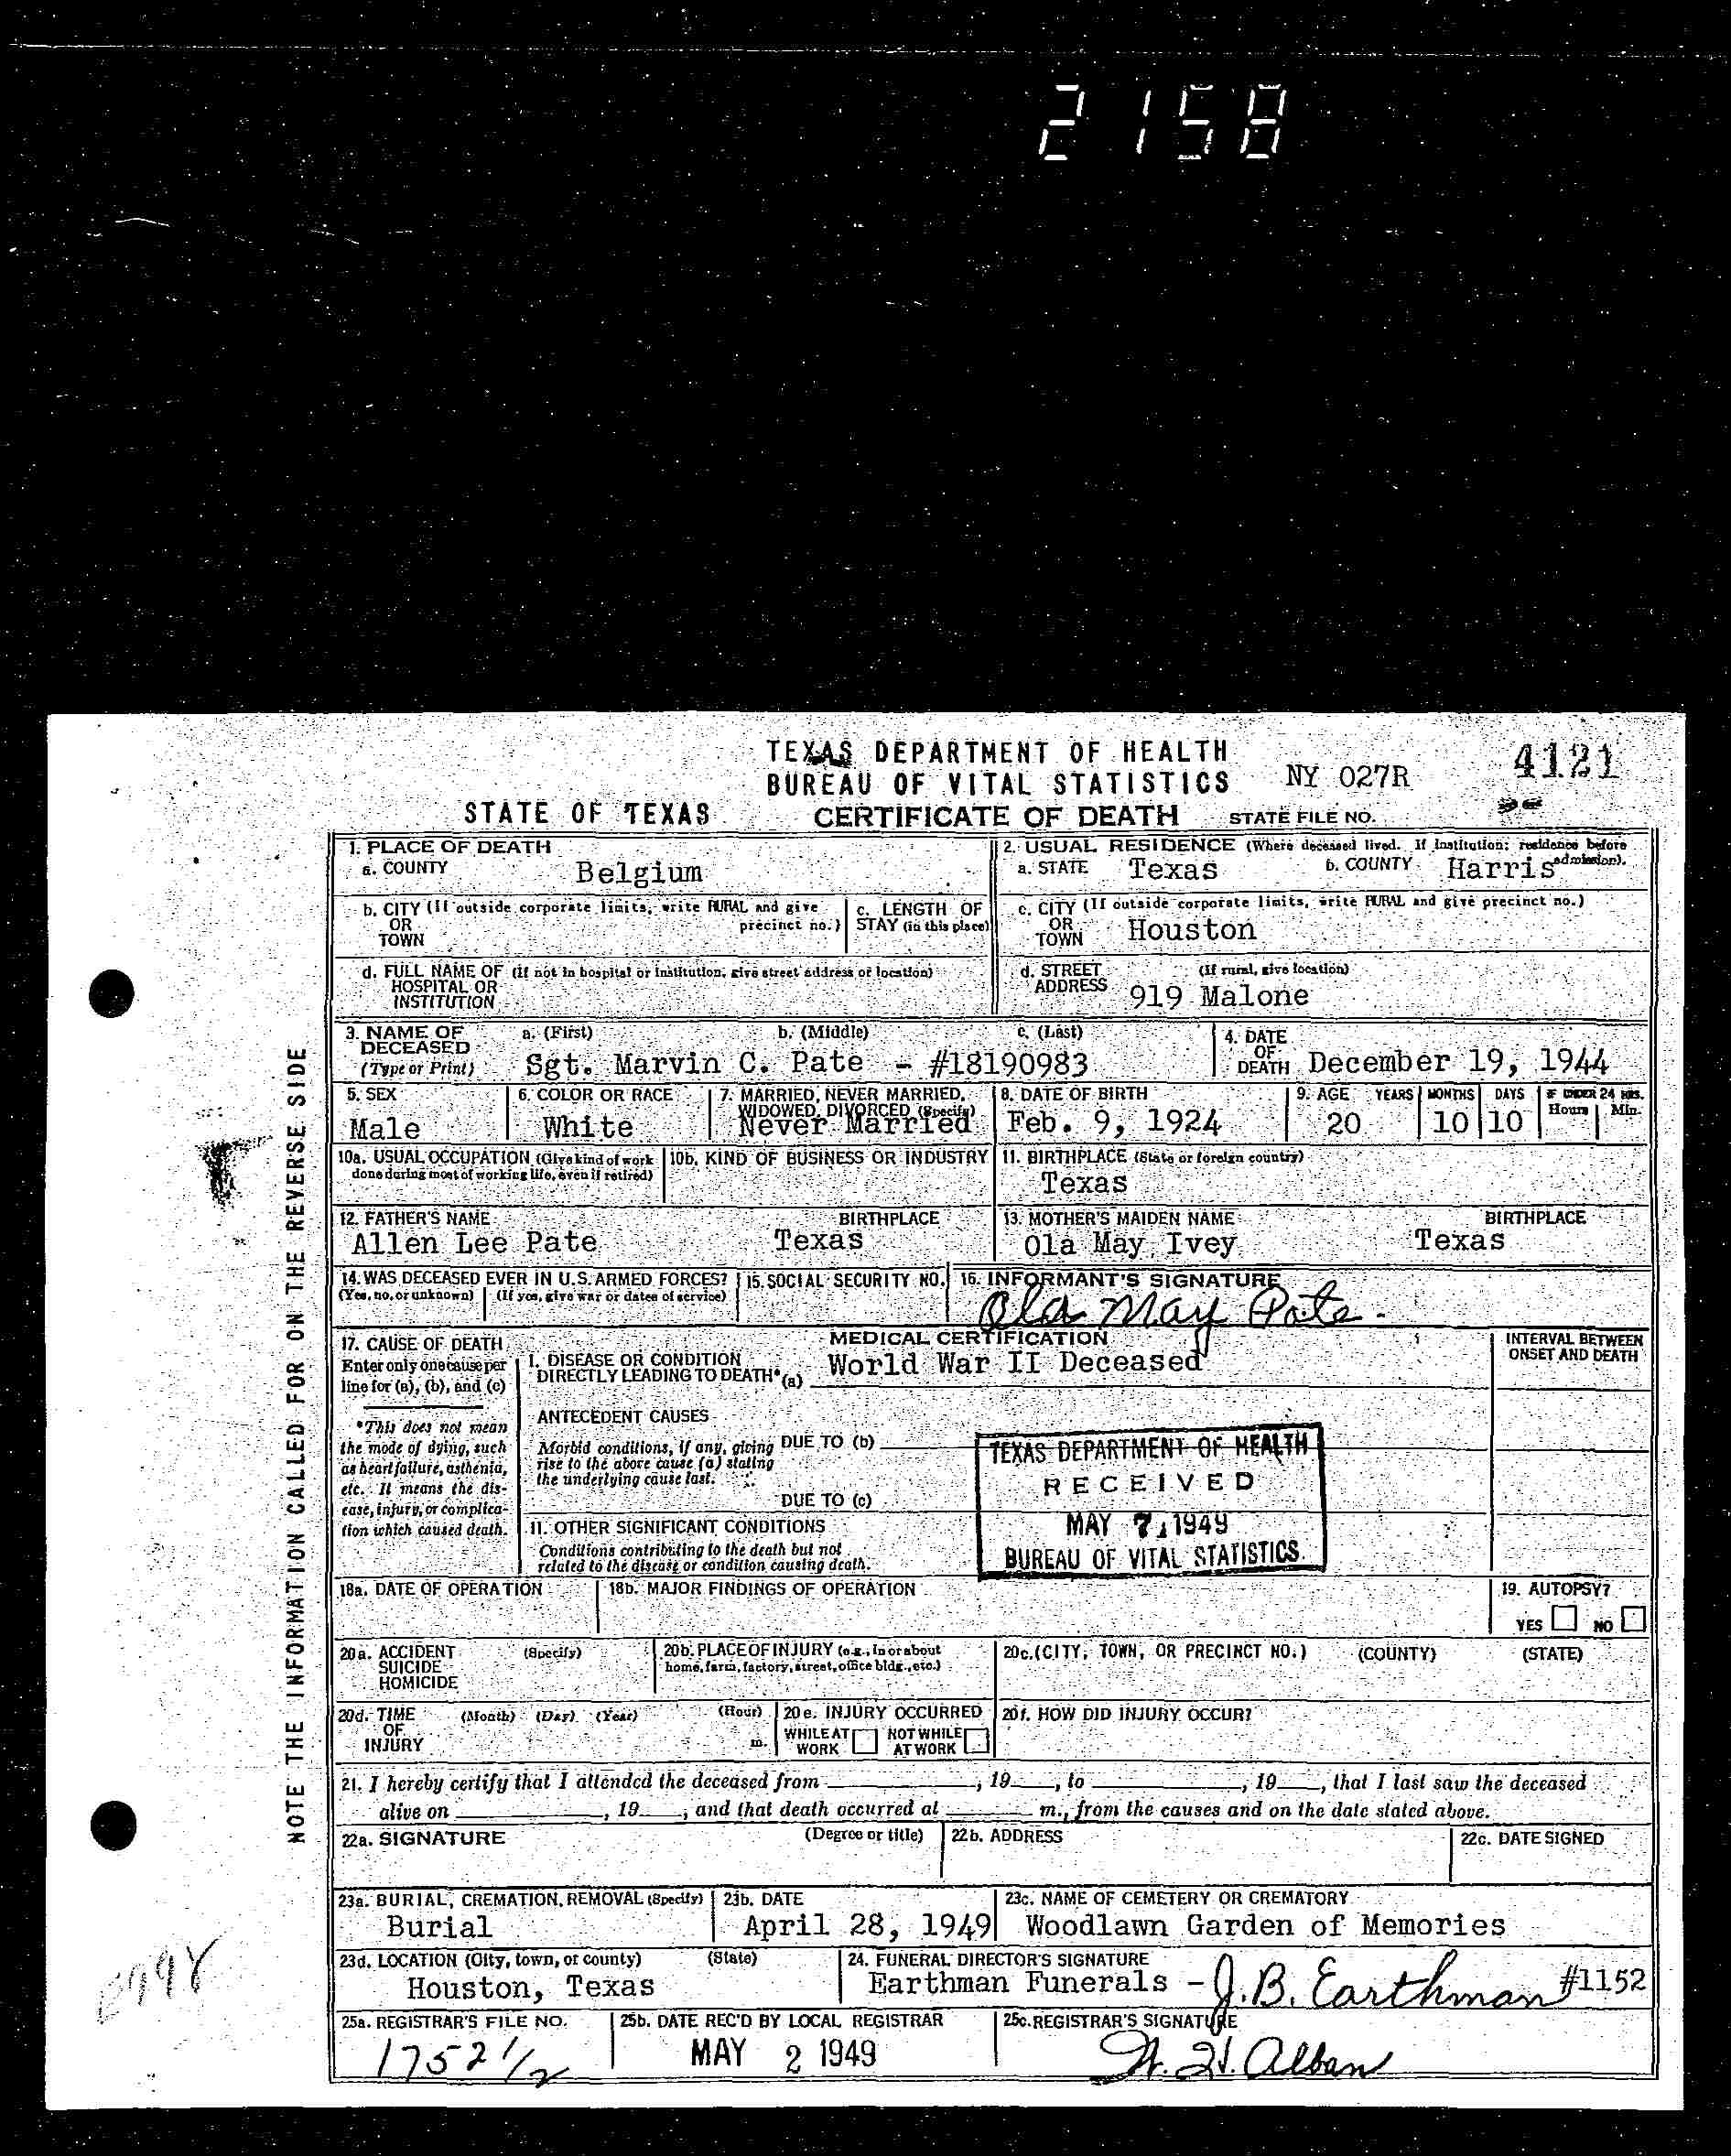 2158
TEXAS DEPARTMENT OF HEALTH
BUREAU OF VITAL STATISTICS
NY 027R
4121
STATE OF TEXAS
CERTIFICATE OF DEATH
STATE FILE NO.
NOTE THE INFORMATION CALLED FOR ON THE REVERSE SIDE
1. PLACE OF DEATH
a. COUNTY Belgium
2. USUAL RESIDENCE (Where deceased lived. If institution: residence before admission).
a. STATE Texas b. COUNTY Harris
b. CITY (If outside corporate limits, write RURAL and give precinct no.)
OR
TOWN
c. LENGTH OF
STAY (in this place)
c. CITY (If outside corporate limits, write RURAL and give precinct no.)
OR
TOWN Houston
d. FULL NAME OF (If not in hospital or institution, give street address or location)
HOSPITAL OR
INSTITUTION
d. STREET (If rural, give location)
ADDRESS 919 Malone
3. NAME OF DECEASED (Type or Print)
a. (First) b. (Middle) c. (Last)
Sgt. Marvin C. Pate - #18190983
4. DATE OF DEATH December 19, 1944
5. SEX
Male
6. COLOR OR RACE
White
7. MARRIED, NEVER MARRIED, WIDOWED, DIVORCED (Specify)
Never Married
8. DATE OF BIRTH
Feb. 9, 1924
9. AGE YEARS MONTHS DAYS IF UNDER 24 HRS. Hours Min.
20 10 10
10a. USUAL OCCUPATION (Give kind of work done during most of working life, even if retired)
10b. KIND OF BUSINESS OR INDUSTRY
11. BIRTHPLACE (State or foreign country)
Texas
12. FATHER'S NAME BIRTHPLACE
Allen Lee Pate Texas
13. MOTHER'S MAIDEN NAME BIRTHPLACE
Ola May Ivey Texas
14. WAS DECEASED EVER IN U.S. ARMED FORCES?
(Yes, no, or unknown) (If yes, give war or dates of service)
15. SOCIAL SECURITY NO.
16. INFORMANT'S SIGNATURE
Ola May Pate
17. CAUSE OF DEATH
Enter only one cause per line for (a), (b), and (c)
*This does not mean the mode of dying, such as heart failure, asthenia, etc. It means the disease, injury, or complication which caused death.
MEDICAL CERTIFICATION
I. DISEASE OR CONDITION
DIRECTLY LEADING TO DEATH* (a) World War II Deceased
INTERVAL BETWEEN
ONSET AND DEATH
ANTECEDENT CAUSES
Morbid conditions, if any, giving rise to the above cause (a) stating the underlying cause last.
DUE TO (b)
DUE TO (c)
II. OTHER SIGNIFICANT CONDITIONS
Conditions contributing to the death but not related to the disease or condition causing death.
TEXAS DEPARTMENT OF HEALTH
RECEIVED
MAY 7, 1949
BUREAU OF VITAL STATISTICS
18a. DATE OF OPERATION
18b. MAJOR FINDINGS OF OPERATION
19. AUTOPSY?
YES NO
20a. ACCIDENT (Specify)
SUICIDE
HOMICIDE
20b. PLACE OF INJURY (e.g., in or about home, farm, factory, street, office bldg., etc.)
20c. (CITY, TOWN, OR PRECINCT NO.) (COUNTY) (STATE)
20d. TIME (Month) (Day) (Year) (Hour)
OF
INJURY m.
20e. INJURY OCCURRED
WHILE AT WORK NOT WHILE AT WORK
20f. HOW DID INJURY OCCUR?
21. I hereby certify that I attended the deceased from , 19 , to , 19 , that I last saw the deceased
alive on , 19 , and that death occurred at m., from the causes and on the date stated above.
22a. SIGNATURE (Degree or title)
22b. ADDRESS
22c. DATE SIGNED
23a. BURIAL, CREMATION, REMOVAL (Specify)
Burial
23b. DATE
April 28, 1949
23c. NAME OF CEMETERY OR CREMATORY
Woodlawn Garden of Memories
23d. LOCATION (City, town, or county) (State)
Houston, Texas
24. FUNERAL DIRECTOR'S SIGNATURE
Earthman Funerals - J. B. Earthman #1152
25a. REGISTRAR'S FILE NO.
1752 1/2
25b. DATE REC'D BY LOCAL REGISTRAR
MAY 2 1949
25c. REGISTRAR'S SIGNATURE
Alban